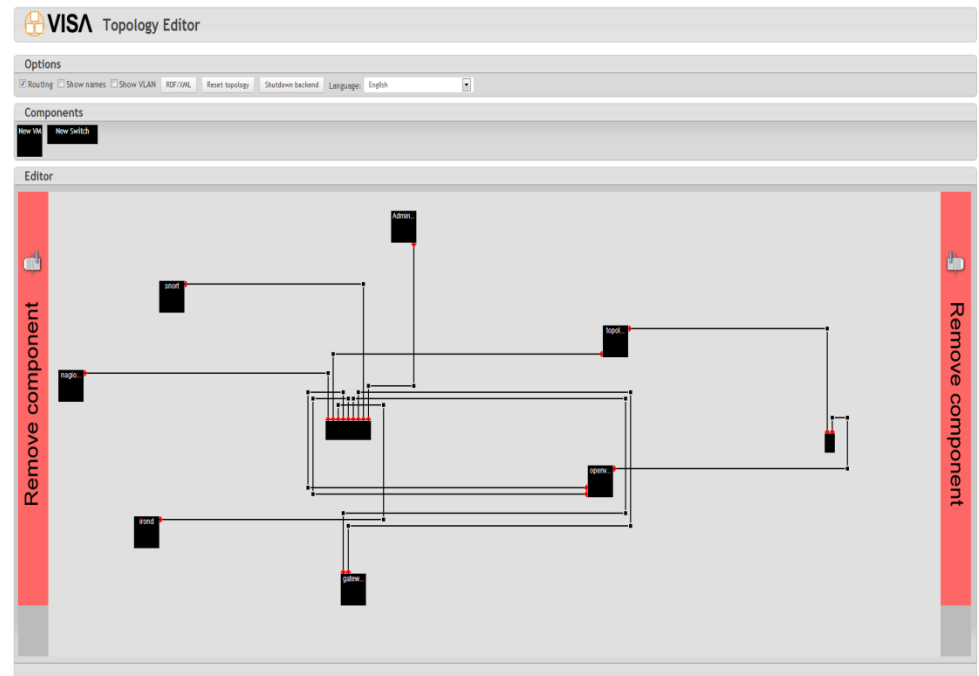 VISA Topology Editor
Options
Routing Show names Show VLAN RDF/XML Reset topology Shutdown backend Language: English
Components
New VM New Switch
Editor
Admin...
snort
topol...
nagio...
openv...
irond
gatew...
Remove component
Remove component